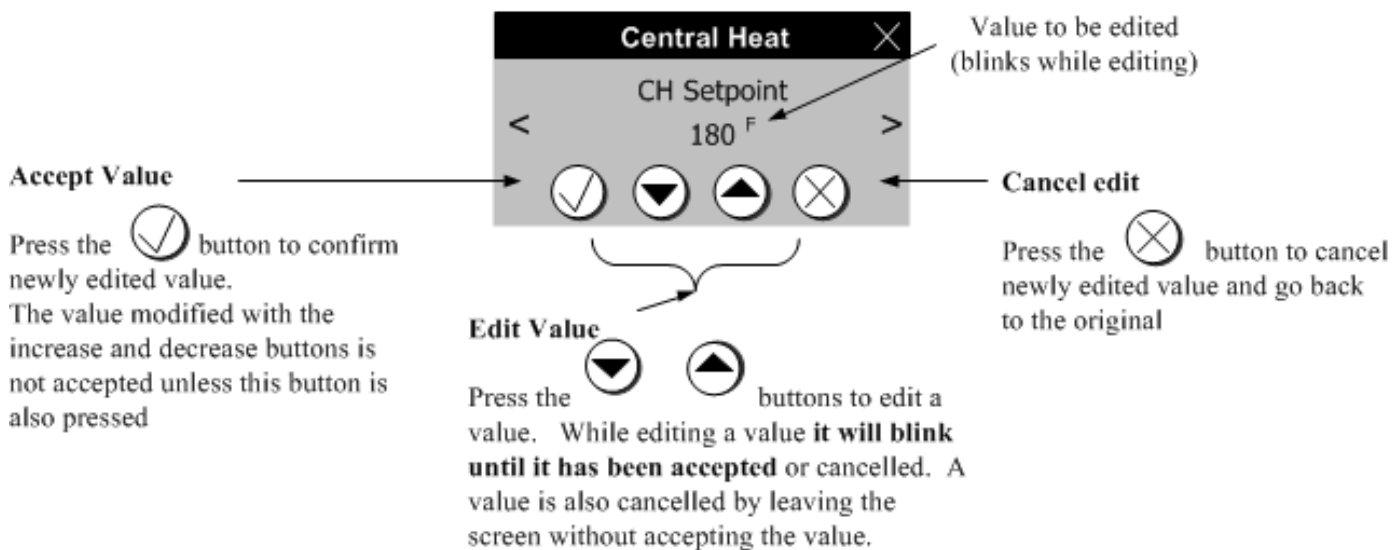 Central Heat
CH Setpoint
< 180 F >
Value to be edited
(blinks while editing)
Accept Value
Press the button to confirm
newly edited value.
The value modified with the
increase and decrease buttons is
not accepted unless this button is
also pressed
Edit Value
Press the buttons to edit a
value. While editing a value it will blink
until it has been accepted or cancelled. A
value is also cancelled by leaving the
screen without accepting the value.
Cancel edit
Press the button to cancel
newly edited value and go back
to the original